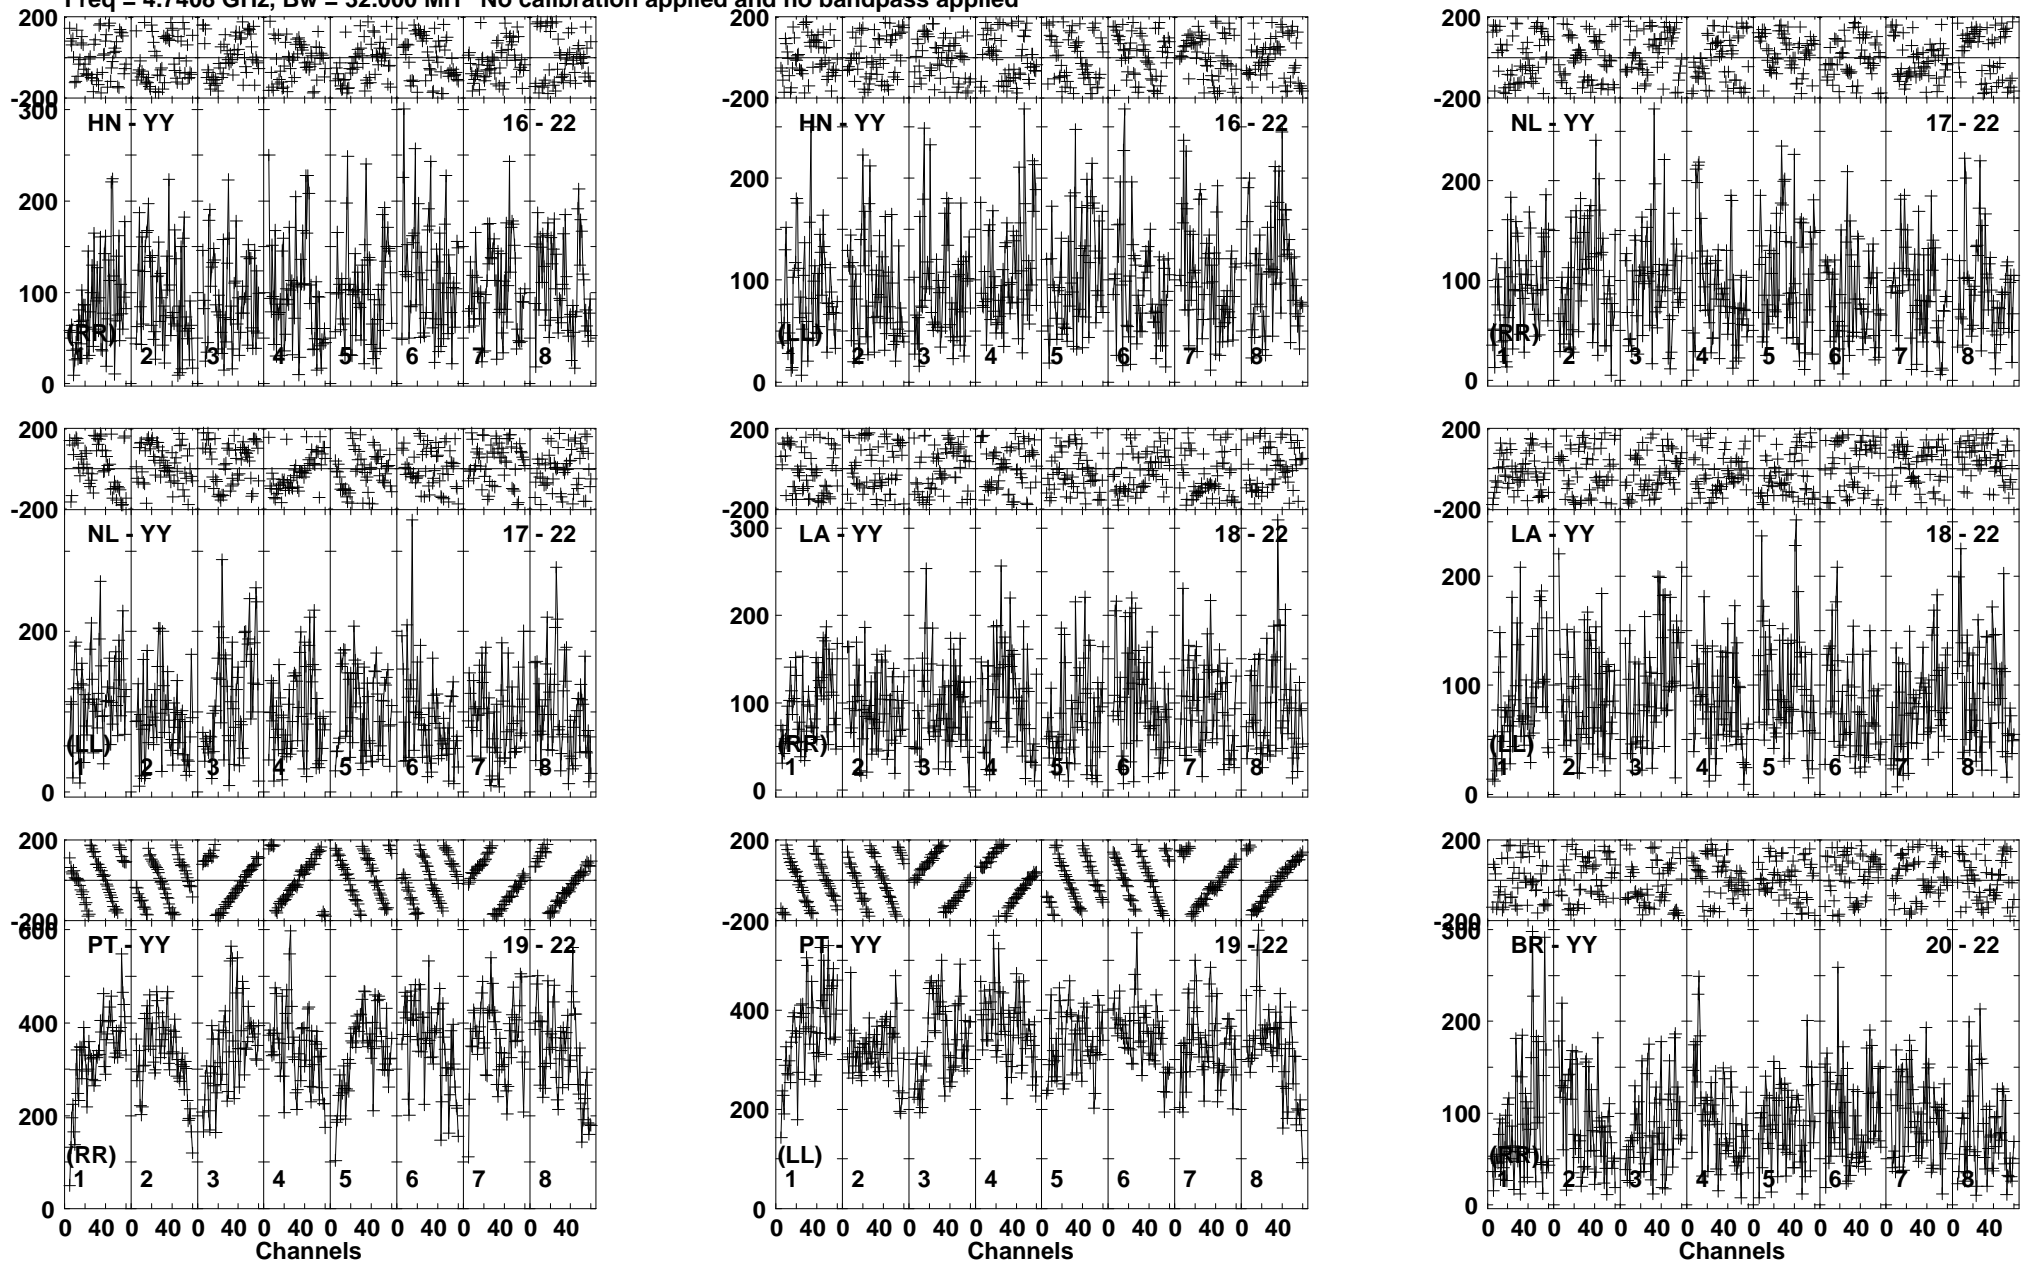 Freq = 4.7408 GHz, Bw = 32.000 MH No calibration applied and no bandpass applied
200 200 200
-200 -200 -200
300
HN - YY 16 - 22 HN - YY 16 - 22 NL - YY 17 - 22
200 200 200
100 100 100
(RR) (LL) (RR)
1 2 3 4 5 6 7 8 1 2 3 4 5 6 7 8 1 2 3 4 5 6 7 8
0 0 0
200 200 200
-200 -200 -200
NL - YY 17 - 22 LA - YY 18 - 22 LA - YY 18 - 22
300
200 200 200
100 100
(LL) (RR) (LL)
1 2 3 4 5 6 7 8 1 2 3 4 5 6 7 8 1 2 3 4 5 6 7 8
0 0 0
200 200 200
-200 -200 -200
600 300
PT - YY 19 - 22 PT - YY 19 - 22 BR - YY 20 - 22
400 400 200
200 200 100
(RR) (LL) (RR)
1 2 3 4 5 6 7 8 1 2 3 4 5 6 7 8 1 2 3 4 5 6 7 8
0 0 0
0 40 0 40 0 40 0 40 0 40 0 40 0 40 0 40 0 40 0 40 0 40 0 40 0 40 0 40 0 40 0 40 0 40 0 40 0 40 0 40 0 40 0 40 0 40 0 40
Channels Channels Channels